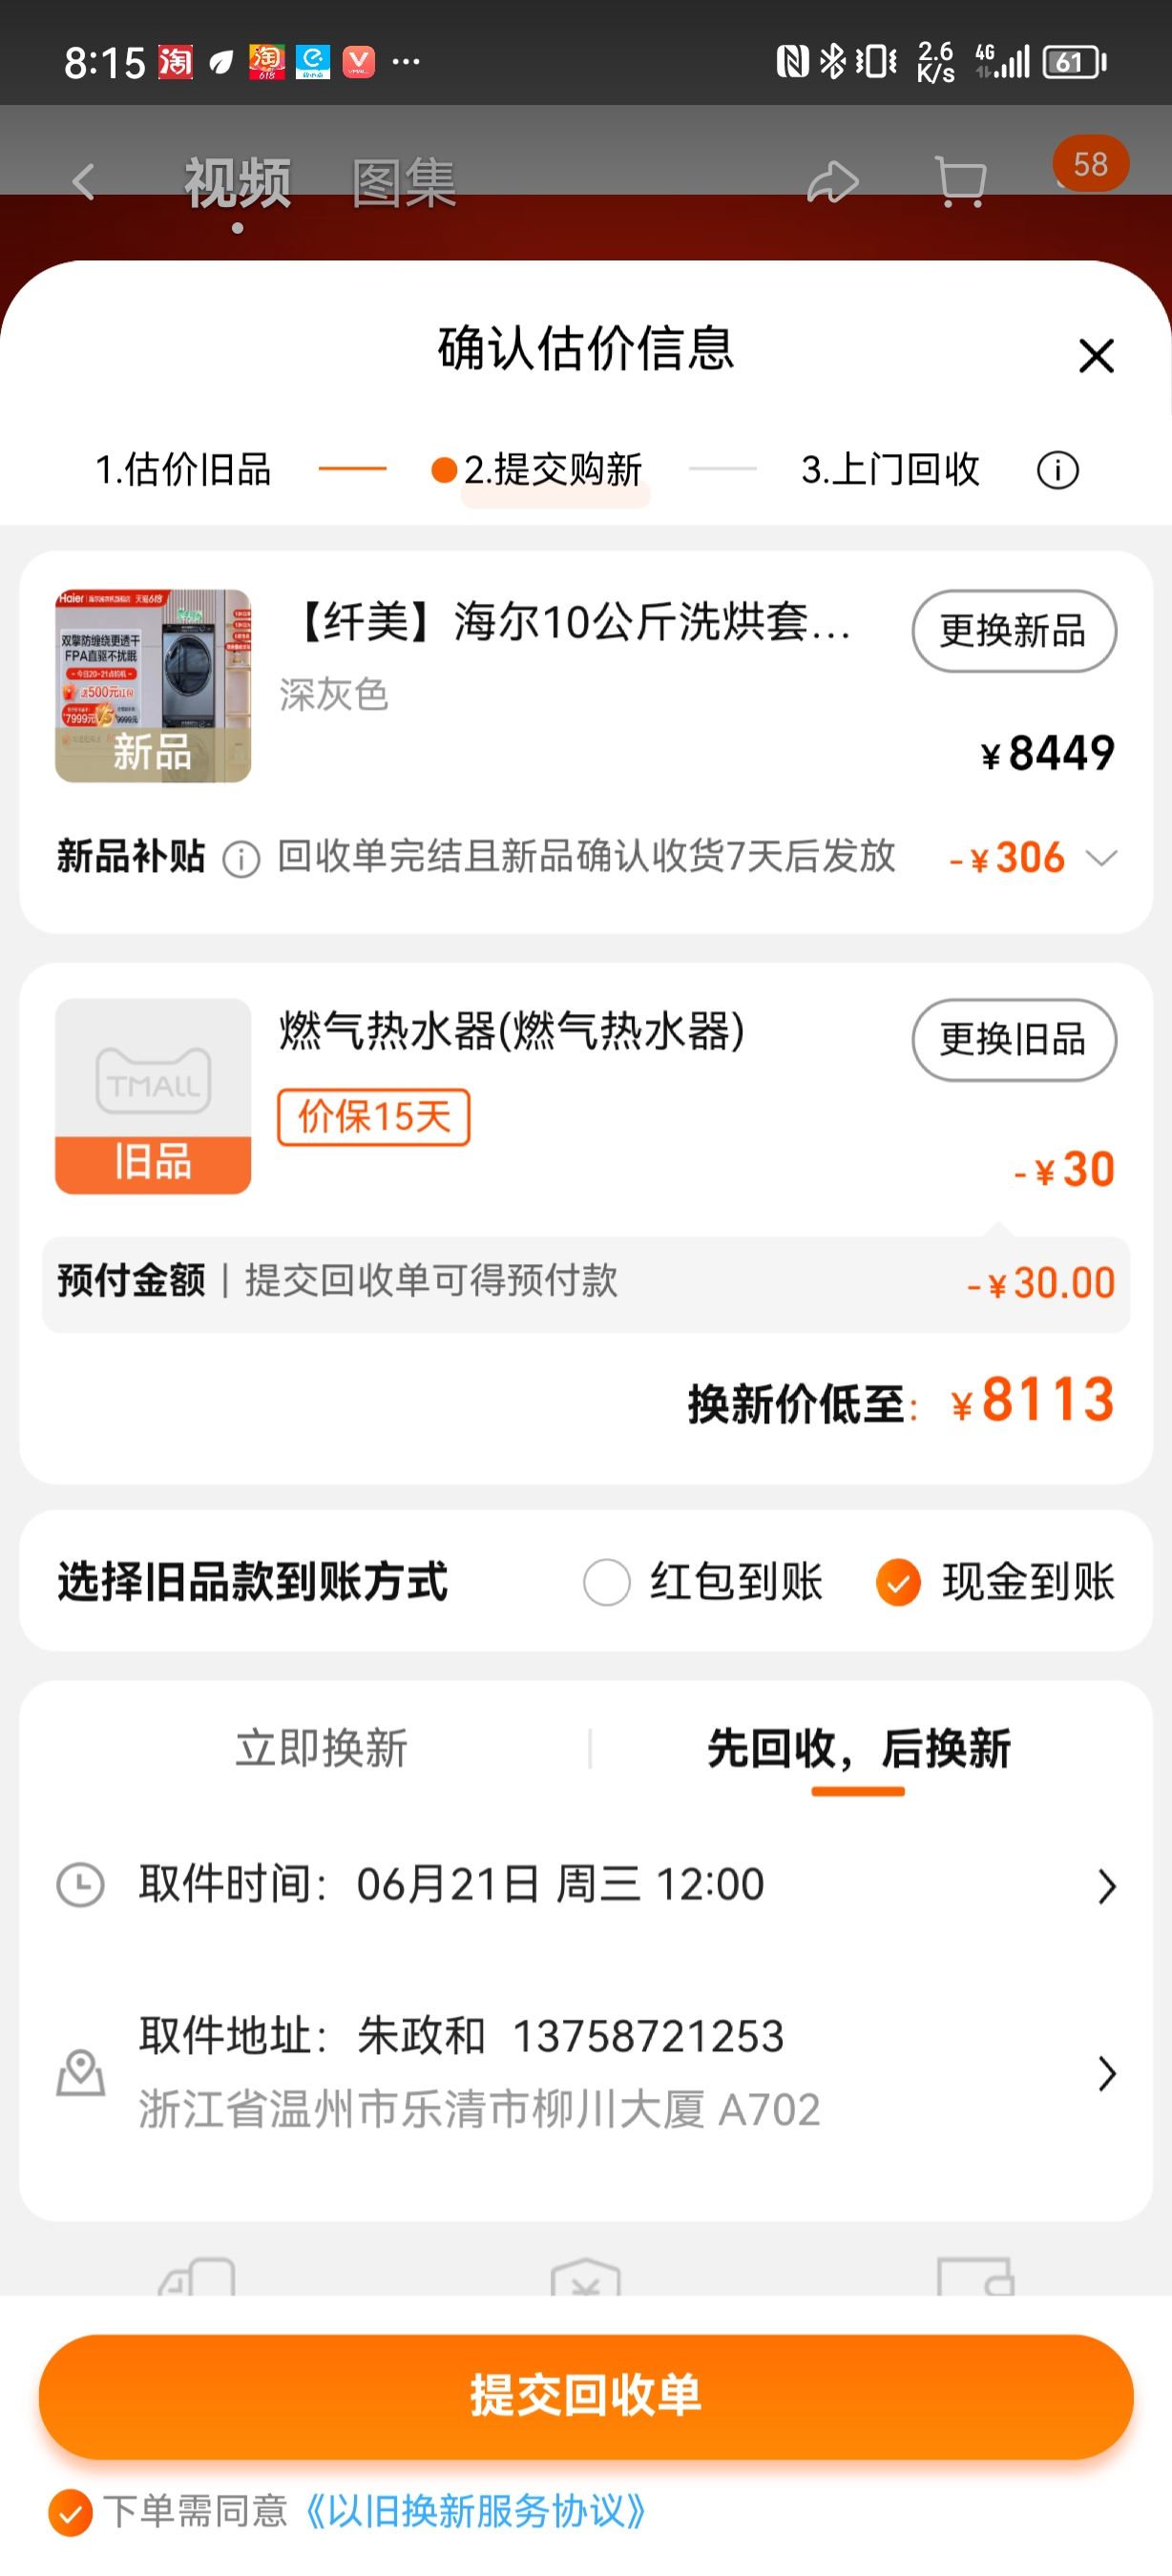 8:15 淘 淘 618 V ··· 2.6 K/s 4G 61
视频 图集 58
确认估价信息
1.估价旧品 2.提交购新 3.上门回收
【纤美】海尔10公斤洗烘套...
更换新品
Haier
双擎防缠绕更透干
FPA直驱不扰眠
送500元红包
7999元
9999元
新品
深灰色
¥8449
新品补贴 回收单完结且新品确认收货7天后发放 -¥306
燃气热水器(燃气热水器)
更换旧品
TMALL
旧品
价保15天
-¥30
预付金额 | 提交回收单可得预付款 -¥30.00
换新价低至: ¥8113
选择旧品款到账方式 红包到账 现金到账
立即换新 先回收，后换新
取件时间: 06月21日 周三 12:00
取件地址: 朱政和 13758721253
浙江省温州市乐清市柳川大厦 A702
提交回收单
下单需同意《以旧换新服务协议》